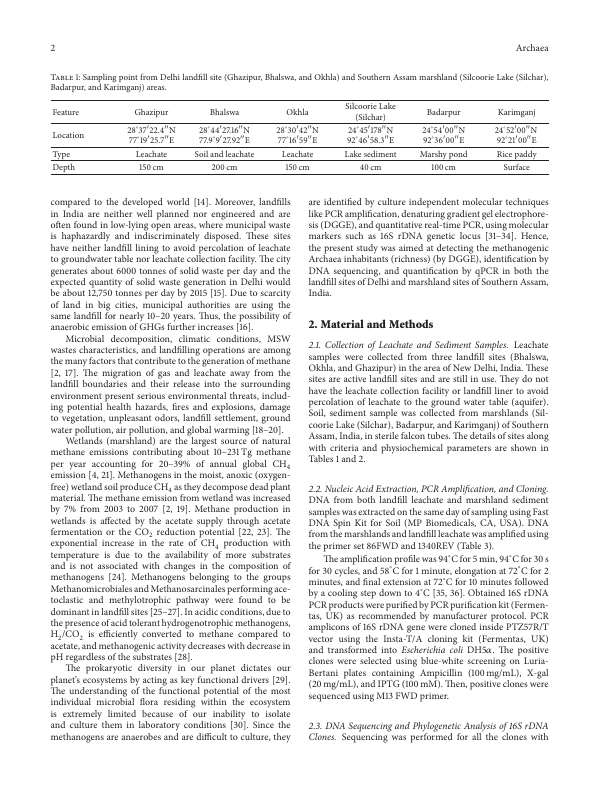 2 Archaea
Table 1: Sampling point from Delhi landfill site (Ghazipur, Bhalswa, and Okhla) and Southern Assam marshland (Silcoorie Lake (Silchar),
Badarpur, and Karimganj) areas.
Feature Ghazipur Bhalswa Okhla Silcoorie Lake (Silchar) Badarpur Karimganj
Location 28°37′22.4″N 28°44′27.16″N 28°30′42″N 24°45′178″N 24°54′00″N 24°52′00″N
77°19′25.7″E 77.9°9′27.92″E 77°16′59″E 92°46′58.3″E 92°36′00″E 92°21′00″E
Type Leachate Soil and leachate Leachate Lake sediment Marshy pond Rice paddy
Depth 150 cm 200 cm 150 cm 40 cm 100 cm Surface
compared to the developed world [14]. Moreover, landfills
in India are neither well planned nor engineered and are
often found in low-lying open areas, where municipal waste
is haphazardly and indiscriminately disposed. These sites
have neither landfill lining to avoid percolation of leachate
to groundwater table nor leachate collection facility. The city
generates about 6000 tonnes of solid waste per day and the
expected quantity of solid waste generation in Delhi would
be about 12,750 tonnes per day by 2015 [15]. Due to scarcity
of land in big cities, municipal authorities are using the
same landfill for nearly 10–20 years. Thus, the possibility of
anaerobic emission of GHGs further increases [16].
Microbial decomposition, climatic conditions, MSW
wastes characteristics, and landfilling operations are among
the many factors that contribute to the generation of methane
[2, 17]. The migration of gas and leachate away from the
landfill boundaries and their release into the surrounding
environment present serious environmental threats, includ-
ing potential health hazards, fires and explosions, damage
to vegetation, unpleasant odors, landfill settlement, ground
water pollution, air pollution, and global warming [18–20].
Wetlands (marshland) are the largest source of natural
methane emissions contributing about 10–231 Tg methane
per year accounting for 20–39% of annual global CH₄
emission [4, 21]. Methanogens in the moist, anoxic (oxygen-
free) wetland soil produce CH₄ as they decompose dead plant
material. The methane emission from wetland was increased
by 7% from 2003 to 2007 [2, 19]. Methane production in
wetlands is affected by the acetate supply through acetate
fermentation or the CO₂ reduction potential [22, 23]. The
exponential increase in the rate of CH₄ production with
temperature is due to the availability of more substrates
and is not associated with changes in the composition of
methanogens [24]. Methanogens belonging to the groups
Methanomicrobiales and Methanosarcinales performing ace-
toclastic and methylotrophic pathway were found to be
dominant in landfill sites [25–27]. In acidic conditions, due to
the presence of acid tolerant hydrogenotrophic methanogens,
H₂/CO₂ is efficiently converted to methane compared to
acetate, and methanogenic activity decreases with decrease in
pH regardless of the substrates [28].
The prokaryotic diversity in our planet dictates our
planet's ecosystems by acting as key functional drivers [29].
The understanding of the functional potential of the most
individual microbial flora residing within the ecosystem
is extremely limited because of our inability to isolate
and culture them in laboratory conditions [30]. Since the
methanogens are anaerobes and are difficult to culture, they
are identified by culture independent molecular techniques
like PCR amplification, denaturing gradient gel electrophore-
sis (DGGE), and quantitative real-time PCR, using molecular
markers such as 16S rDNA genetic locus [31–34]. Hence,
the present study was aimed at detecting the methanogenic
Archaea inhabitants (richness) (by DGGE), identification by
DNA sequencing, and quantification by qPCR in both the
landfill sites of Delhi and marshland sites of Southern Assam,
India.
2. Material and Methods
2.1. Collection of Leachate and Sediment Samples. Leachate
samples were collected from three landfill sites (Bhalswa,
Okhla, and Ghazipur) in the area of New Delhi, India. These
sites are active landfill sites and are still in use. They do not
have the leachate collection facility or landfill liner to avoid
percolation of leachate to the ground water table (aquifer).
Soil, sediment sample was collected from marshlands (Sil-
coorie Lake (Silchar), Badarpur, and Karimganj) of Southern
Assam, India, in sterile falcon tubes. The details of sites along
with criteria and physiochemical parameters are shown in
Tables 1 and 2.
2.2. Nucleic Acid Extraction, PCR Amplification, and Cloning.
DNA from both landfill leachate and marshland sediment
samples was extracted on the same day of sampling using Fast
DNA Spin Kit for Soil (MP Biomedicals, CA, USA). DNA
from the marshlands and landfill leachate was amplified using
the primer set 86FWD and 1340REV (Table 3).
The amplification profile was 94°C for 5 min, 94°C for 30 s
for 30 cycles, and 58°C for 1 minute, elongation at 72°C for 2
minutes, and final extension at 72°C for 10 minutes followed
by a cooling step down to 4°C [35, 36]. Obtained 16S rDNA
PCR products were purified by PCR purification kit (Fermen-
tas, UK) as recommended by manufacturer protocol. PCR
amplicons of 16S rDNA gene were cloned inside PTZ57R/T
vector using the Insta-T/A cloning kit (Fermentas, UK)
and transformed into Escherichia coli DH5α. The positive
clones were selected using blue-white screening on Luria-
Bertani plates containing Ampicillin (100 mg/mL), X-gal
(20 mg/mL), and IPTG (100 mM). Then, positive clones were
sequenced using M13 FWD primer.
2.3. DNA Sequencing and Phylogenetic Analysis of 16S rDNA
Clones. Sequencing was performed for all the clones with